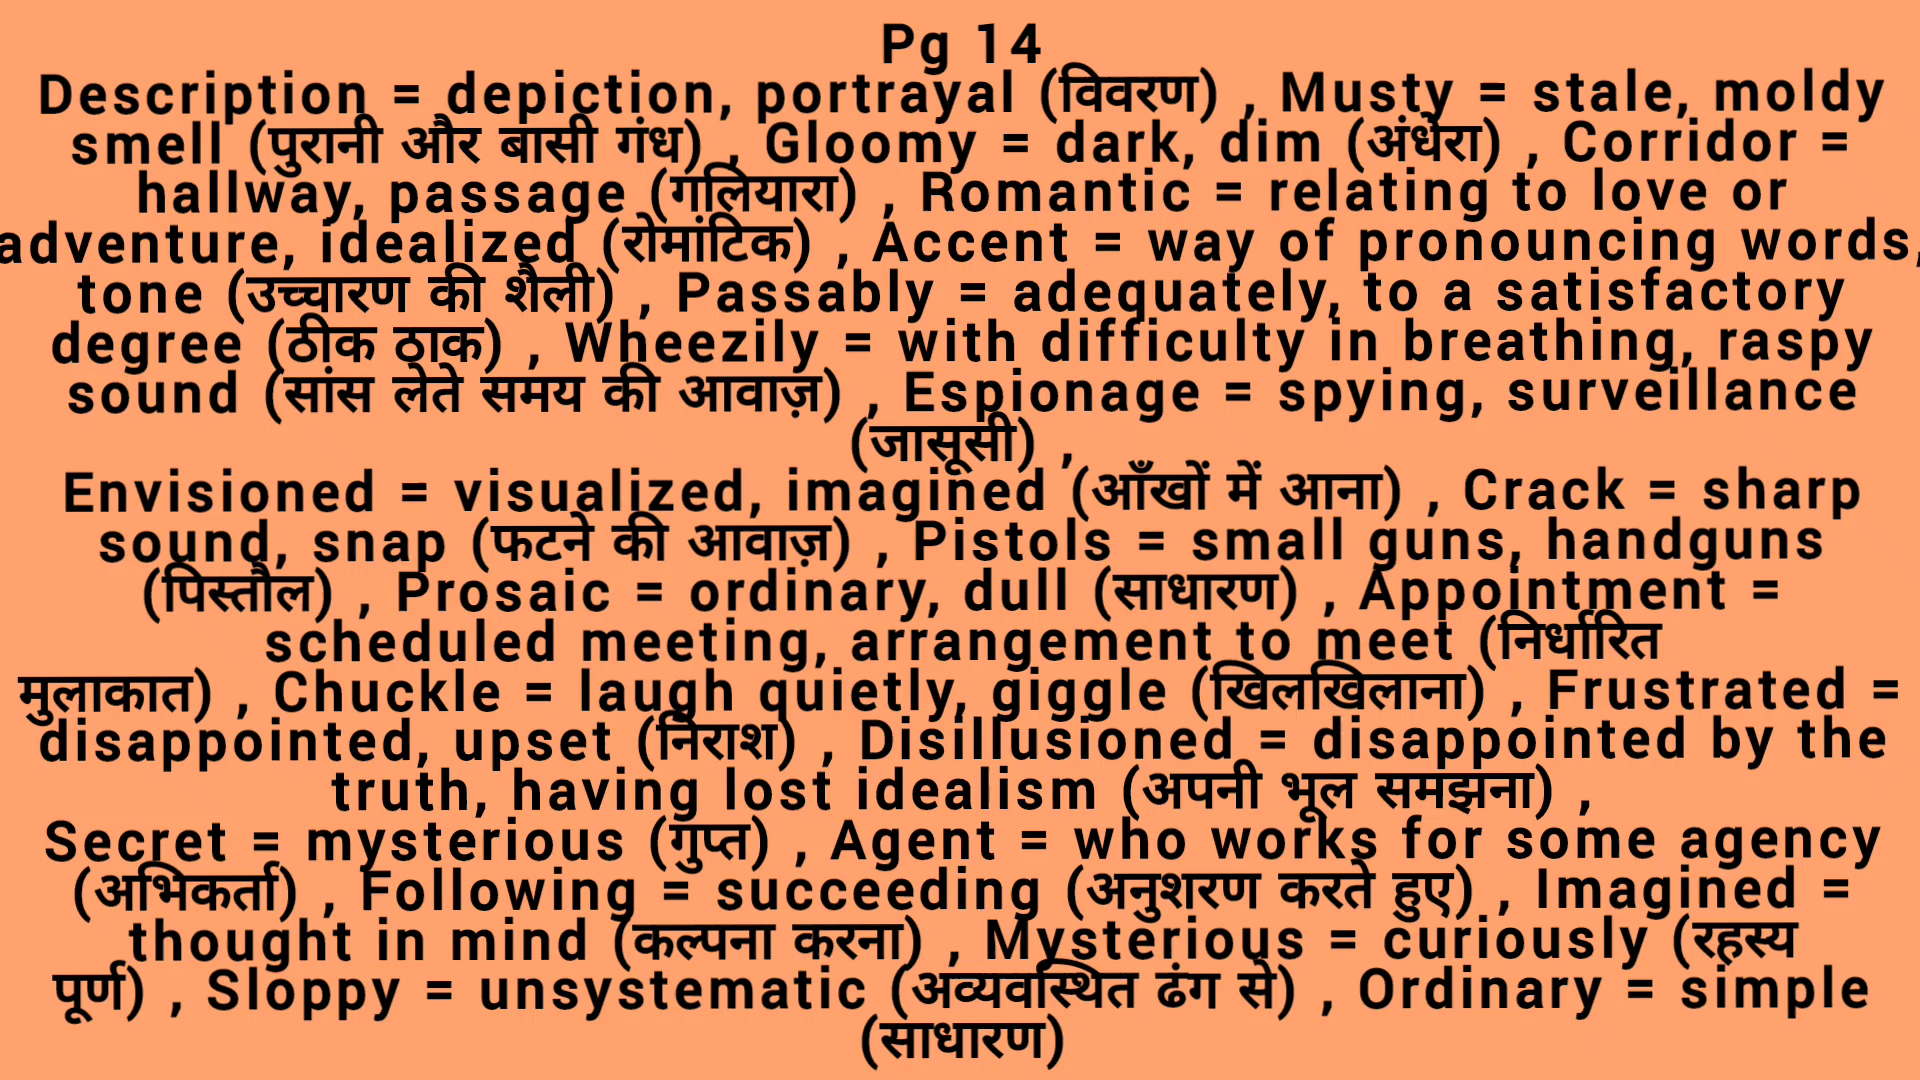 Pg 14
Description = depiction, portrayal (विवरण) , Musty = stale, moldy
smell (पुरानी और बासी गंध) , Gloomy = dark, dim (अंधेरा) , Corridor =
hallway, passage (गलियारा) , Romantic = relating to love or
adventure, idealized (रोमांटिक) , Accent = way of pronouncing words,
tone (उच्चारण की शैली) , Passably = adequately, to a satisfactory
degree (ठीक ठाक) , Wheezily = with difficulty in breathing, raspy
sound (सांस लेते समय की आवाज़) , Espionage = spying, surveillance
(जासूसी) ,
Envisioned = visualized, imagined (आँखों में आना) , Crack = sharp
sound, snap (फटने की आवाज़) , Pistols = small guns, handguns
(पिस्तौल) , Prosaic = ordinary, dull (साधारण) , Appointment =
scheduled meeting, arrangement to meet (निर्धारित
मुलाकात) , Chuckle = laugh quietly, giggle (खिलखिलाना) , Frustrated =
disappointed, upset (निराश) , Disillusioned = disappointed by the
truth, having lost idealism (अपनी भूल समझना) ,
Secret = mysterious (गुप्त) , Agent = who works for some agency
(अभिकर्ता) , Following = succeeding (अनुशरण करते हुए) , Imagined =
thought in mind (कल्पना करना) , Mysterious = curiously (रहस्य
पूर्ण) , Sloppy = unsystematic (अव्यवस्थित ढंग से) , Ordinary = simple
(साधारण)